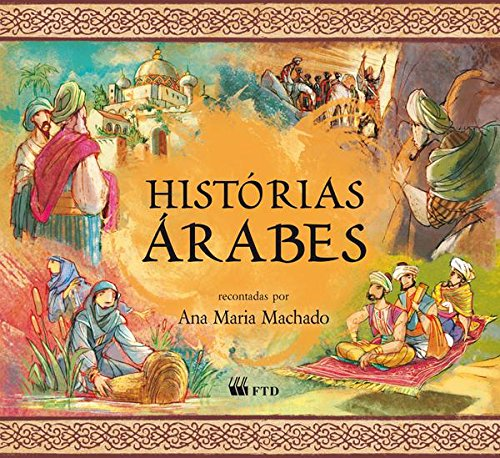 HISTÓRIAS
ÁRABES
recontadas por
Ana Maria Machado
FTD